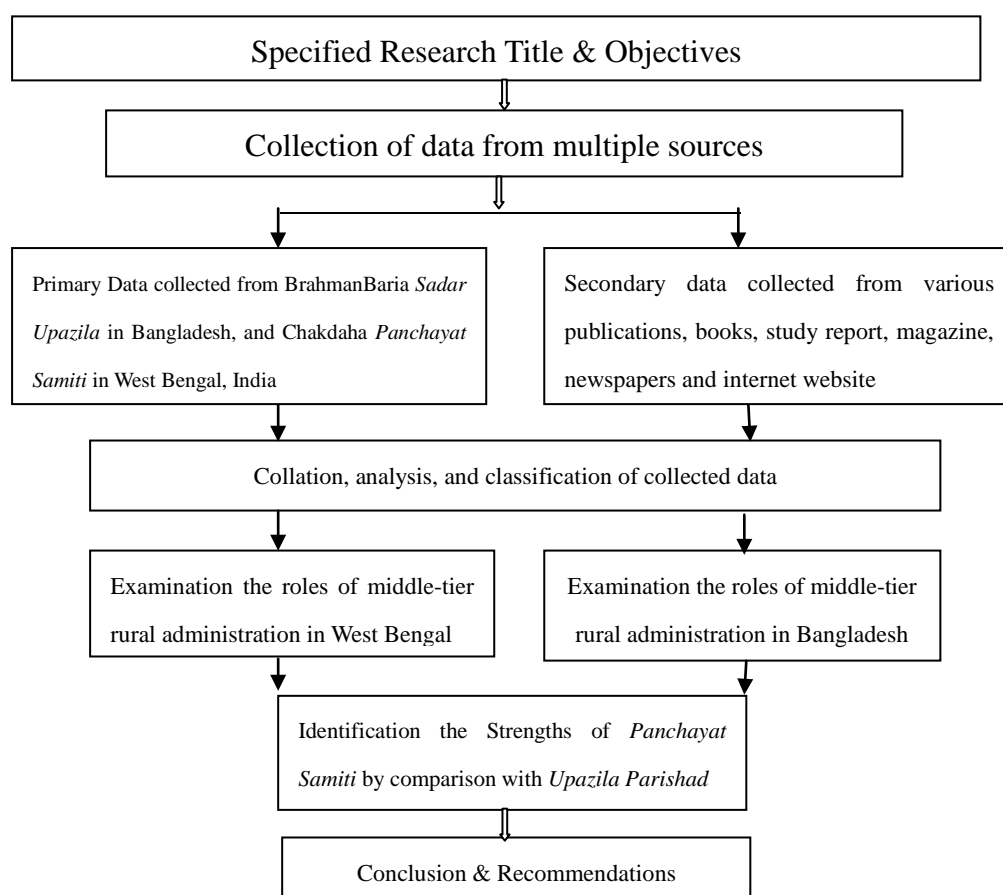 Specified Research Title & Objectives
Collection of data from multiple sources
Primary Data collected from BrahmanBaria Sadar
Upazila in Bangladesh, and Chakdaha Panchayat
Samiti in West Bengal, India
Secondary data collected from various
publications, books, study report, magazine,
newspapers and internet website
Collation, analysis, and classification of collected data
Examination the roles of middle-tier
rural administration in West Bengal
Examination the roles of middle-tier
rural administration in Bangladesh
Identification the Strengths of Panchayat
Samiti by comparison with Upazila Parishad
Conclusion & Recommendations